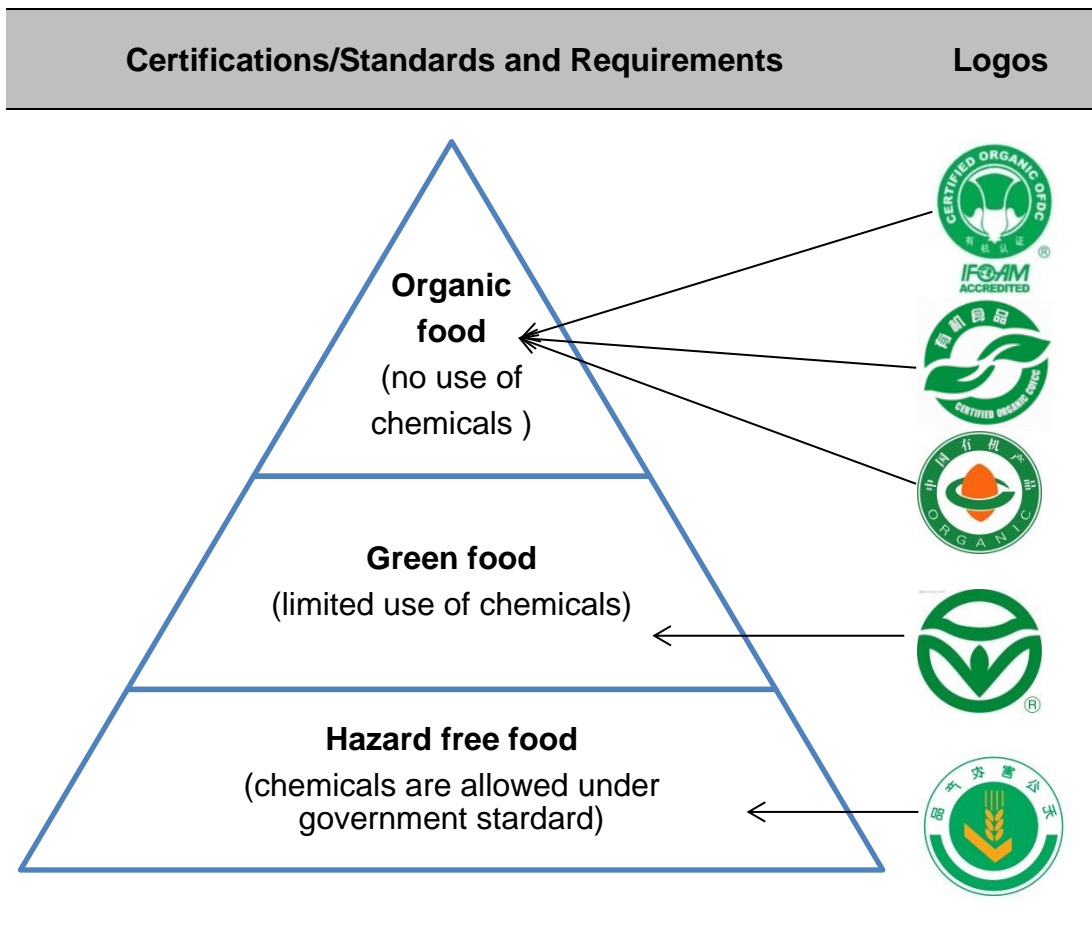 Certifications/Standards and Requirements
Logos
Organic
food
(no use of
chemicals )
Green food
(limited use of chemicals)
Hazard free food
(chemicals are allowed under
government stardard)
CERTIFIED ORGANIC OFDC
有机认证
®
IFOAM
ACCREDITED
有机食品
CERTIFIED ORGANIC COFCC
中国有机产品
ORGANIC
®
无公害农产品